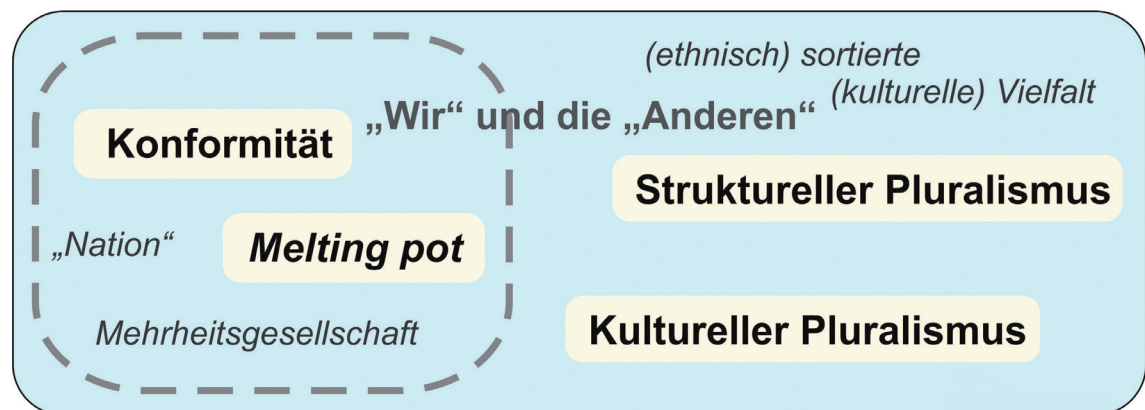 (ethnisch) sortierte
(kulturelle) Vielfalt
„Wir“ und die „Anderen“
Konformität
Struktureller Pluralismus
„Nation“
Melting pot
Mehrheitsgesellschaft
Kultureller Pluralismus